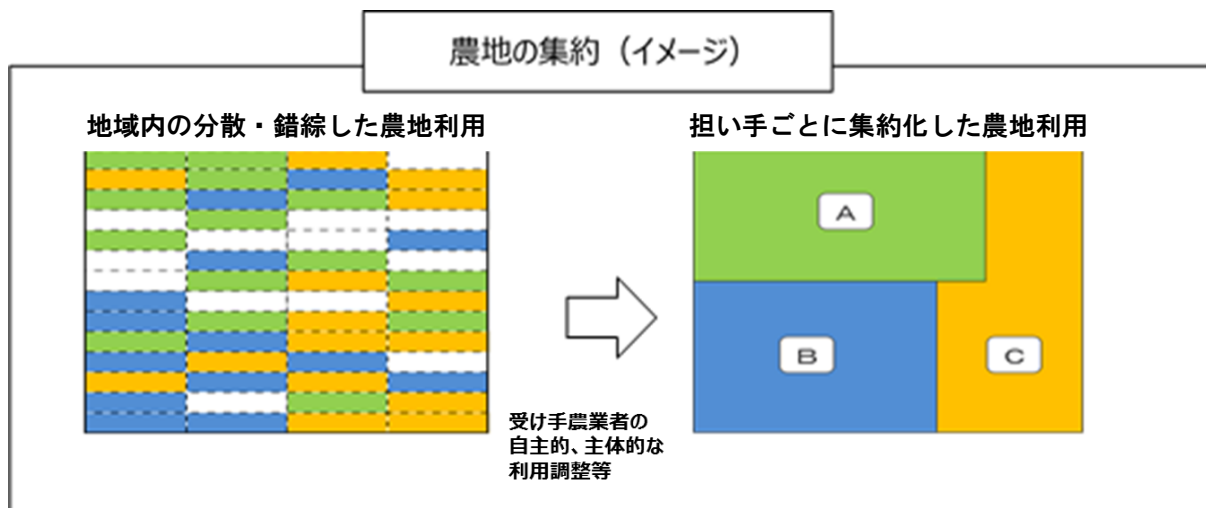 農地の集約（イメージ）
地域内の分散・錯綜した農地利用
担い手ごとに集約化した農地利用
A
B
C
受け手農業者の
自主的、主体的な
利用調整等